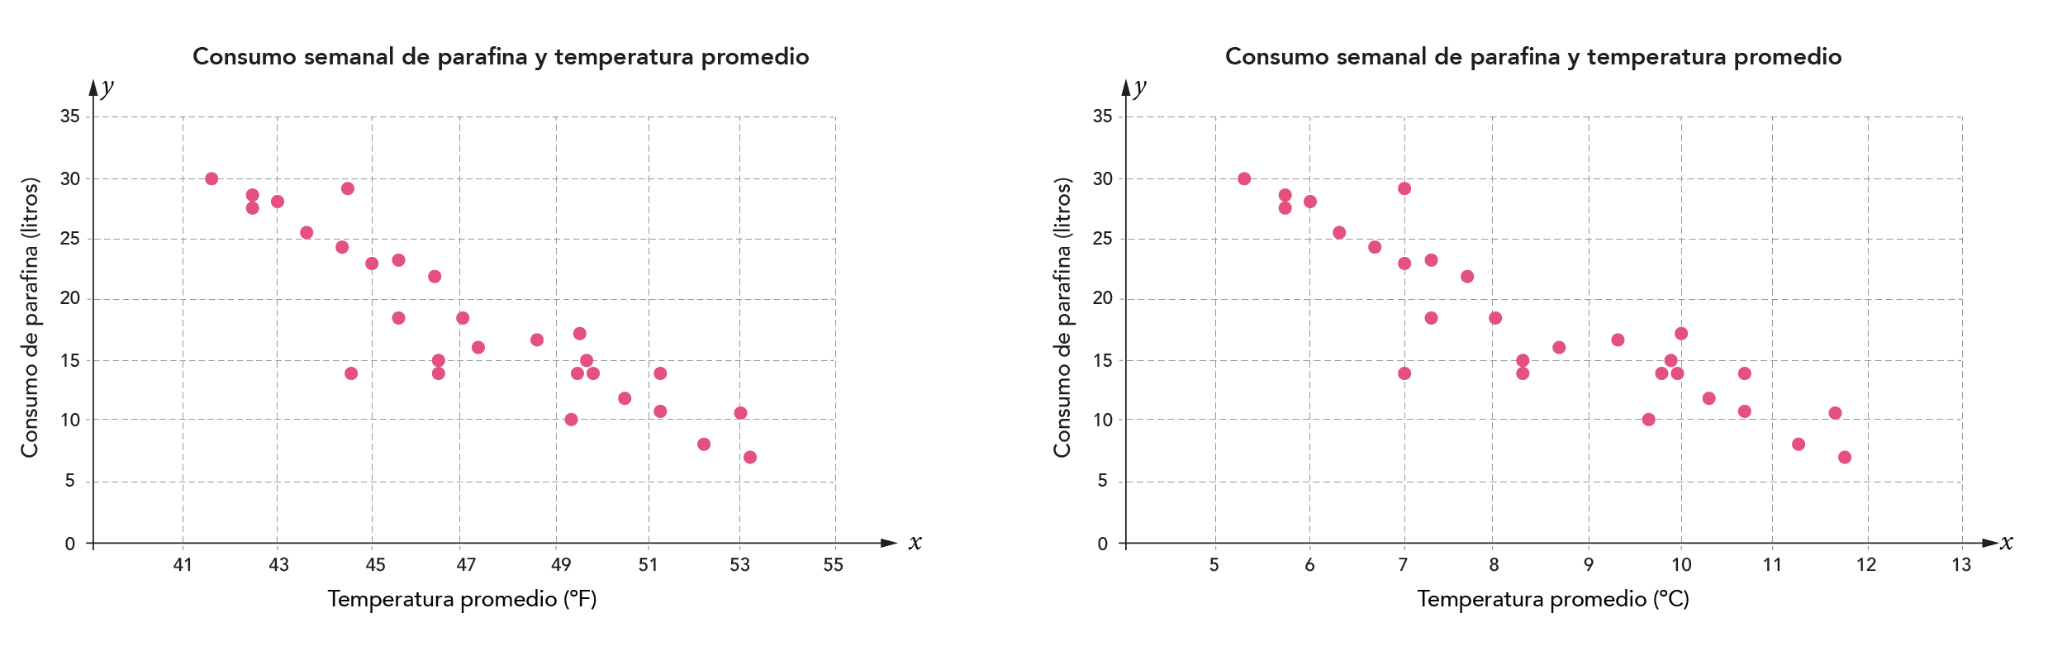 Consumo semanal de parafina y temperatura promedio
y
35
30
25
20
15
10
5
0
Consumo de parafina (litros)
41 43 45 47 49 51 53 55
x
Temperatura promedio (ºF)
Consumo semanal de parafina y temperatura promedio
y
35
30
25
20
15
10
5
0
Consumo de parafina (litros)
5 6 7 8 9 10 11 12 13
x
Temperatura promedio (ºC)